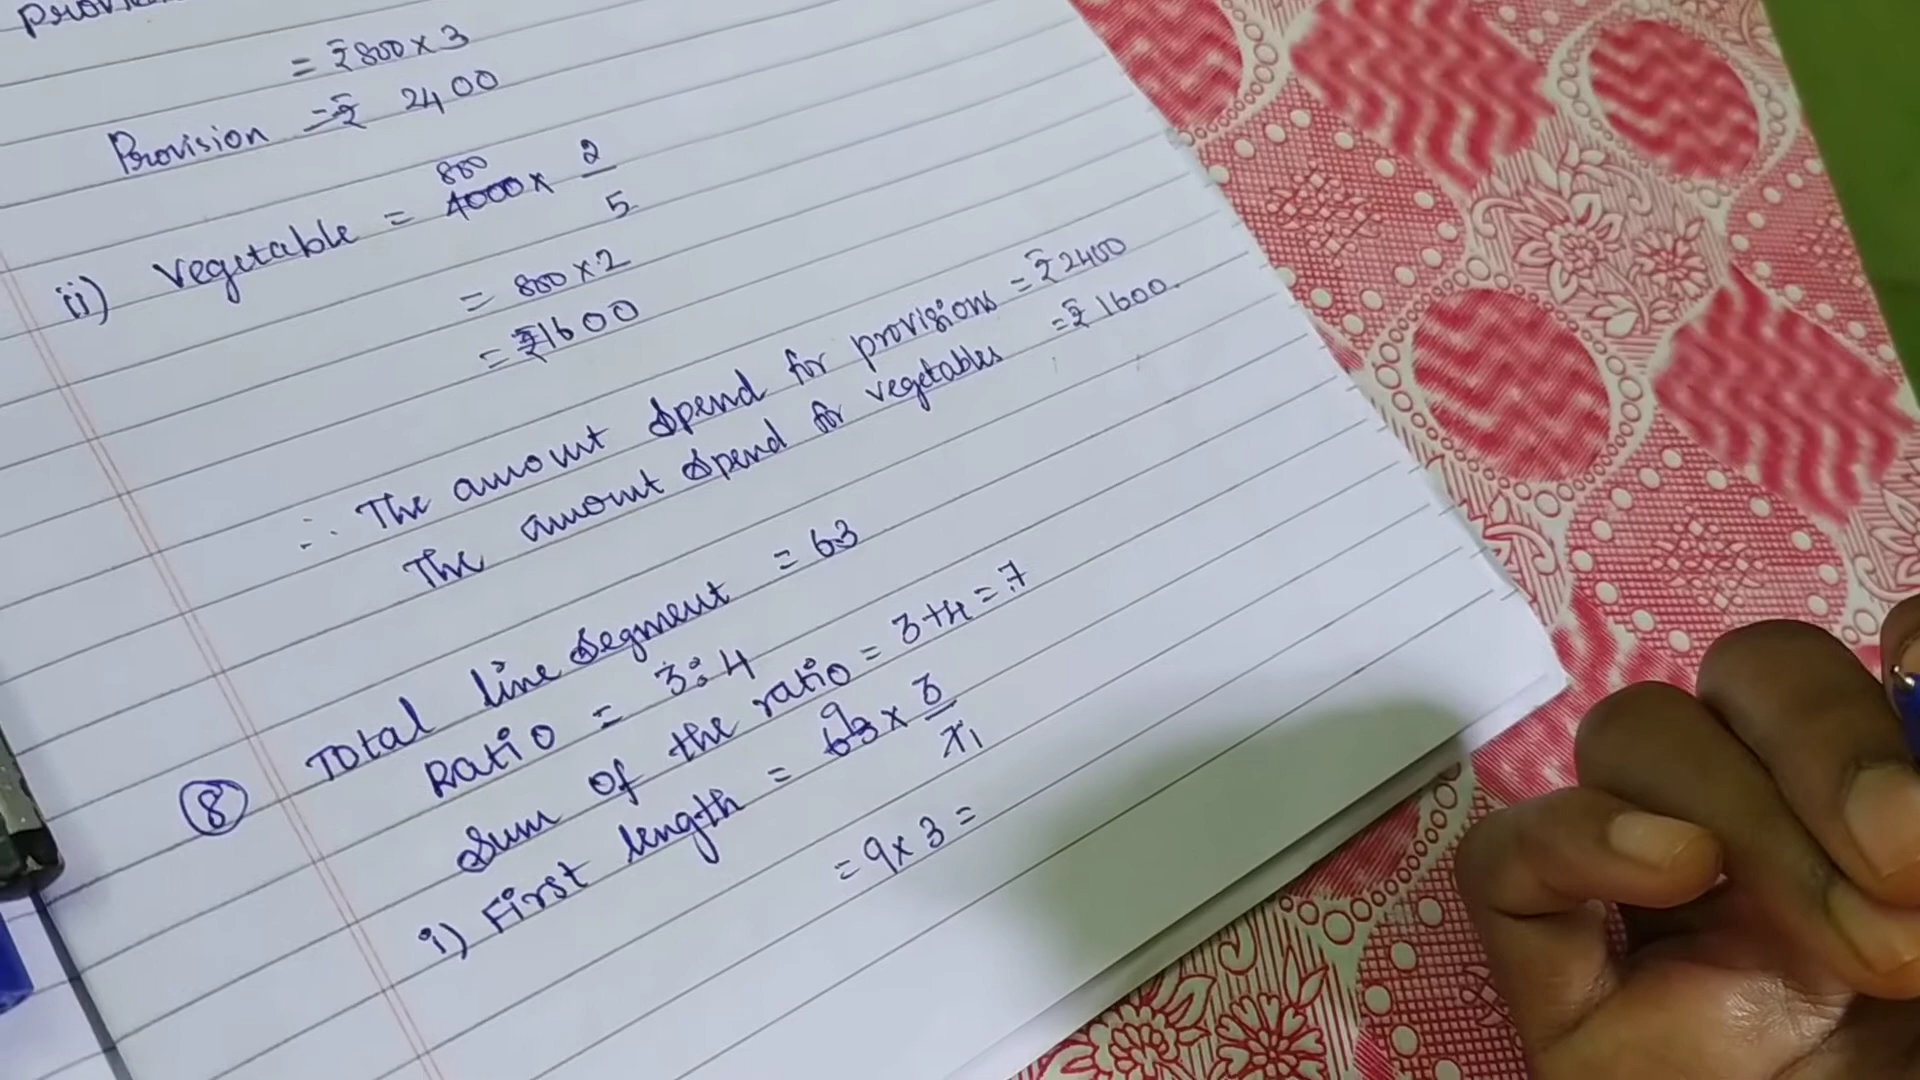 = ₹800 × 3
Provision = ₹ 2400
800
ii) Vegetable = 4000 × 2/5
= 800 × 2
= ₹1600
∴ The amount spend for provisions = ₹2400
The amount spend for vegetables = ₹1600.
⑧ Total line segment = 63
Ratio = 3:4
Sum of the ratio = 3+4 = 7
9 1
i) First length = 63 × 3/7
= 9 × 3 =